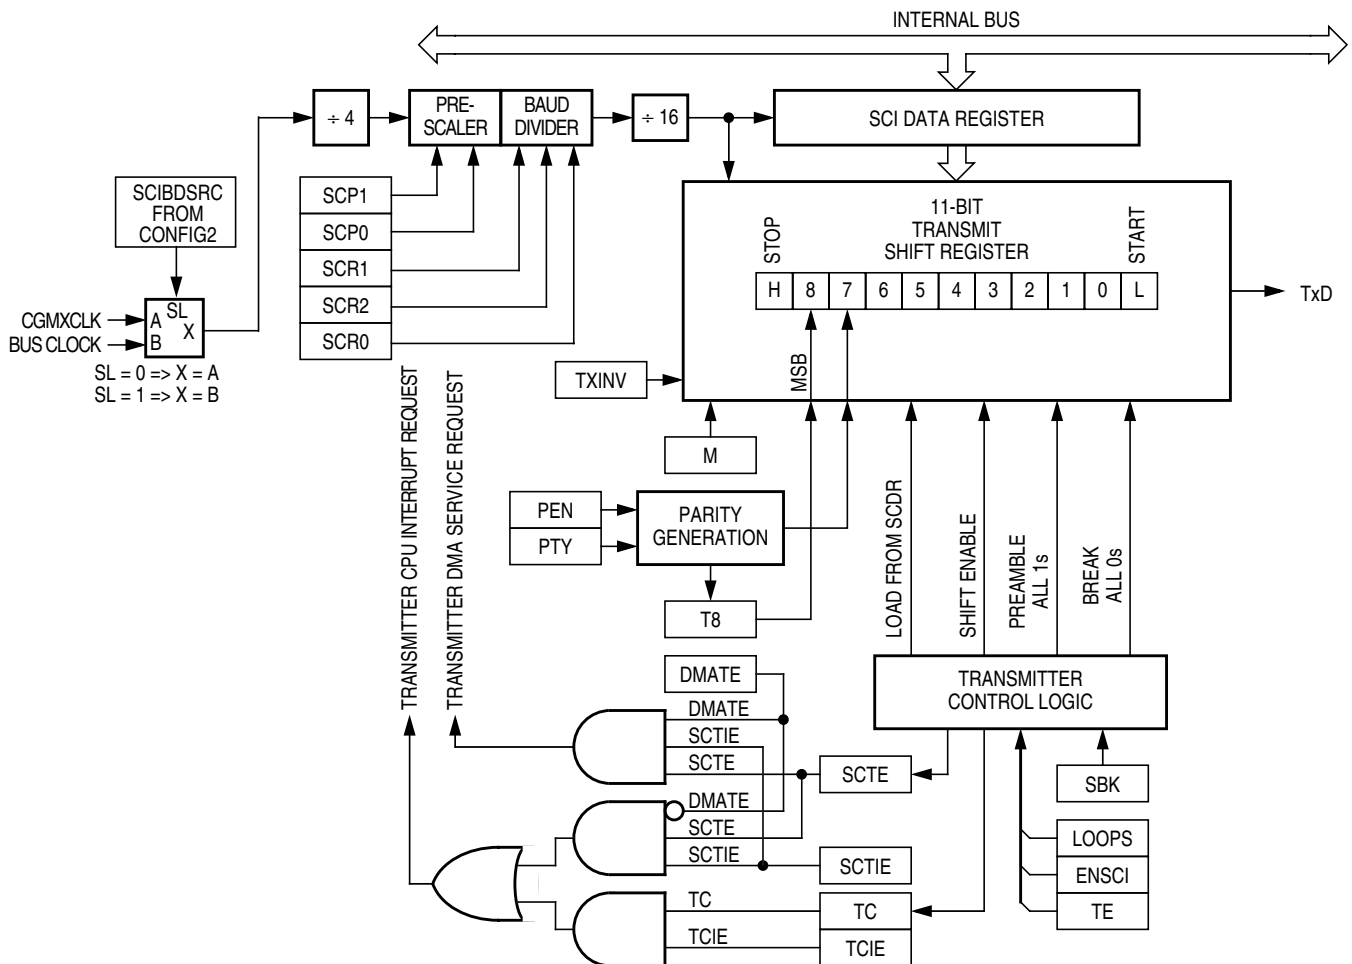 INTERNAL BUS
÷ 4
PRE-
SCALER
BAUD
DIVIDER
÷ 16
SCI DATA REGISTER
SCIBDSRC
FROM
CONFIG2
SCP1
SCP0
SCR1
SCR2
SCR0
STOP
11-BIT
TRANSMIT
SHIFT REGISTER
START
H 8 7 6 5 4 3 2 1 0 L
TxD
CGMXCLK
BUS CLOCK
A
B
SL
X
SL = 0 => X = A
SL = 1 => X = B
TXINV
MSB
M
TRANSMITTER CPU INTERRUPT REQUEST
TRANSMITTER DMA SERVICE REQUEST
PEN
PTY
PARITY
GENERATION
T8
LOAD FROM SCDR
SHIFT ENABLE
PREAMBLE
ALL 1s
BREAK
ALL 0s
TRANSMITTER
CONTROL LOGIC
DMATE
DMATE
SCTIE
SCTE
SCTE
SBK
DMATE
SCTE
SCTIE
SCTIE
LOOPS
ENSCI
TE
TC
TC
TCIE
TCIE